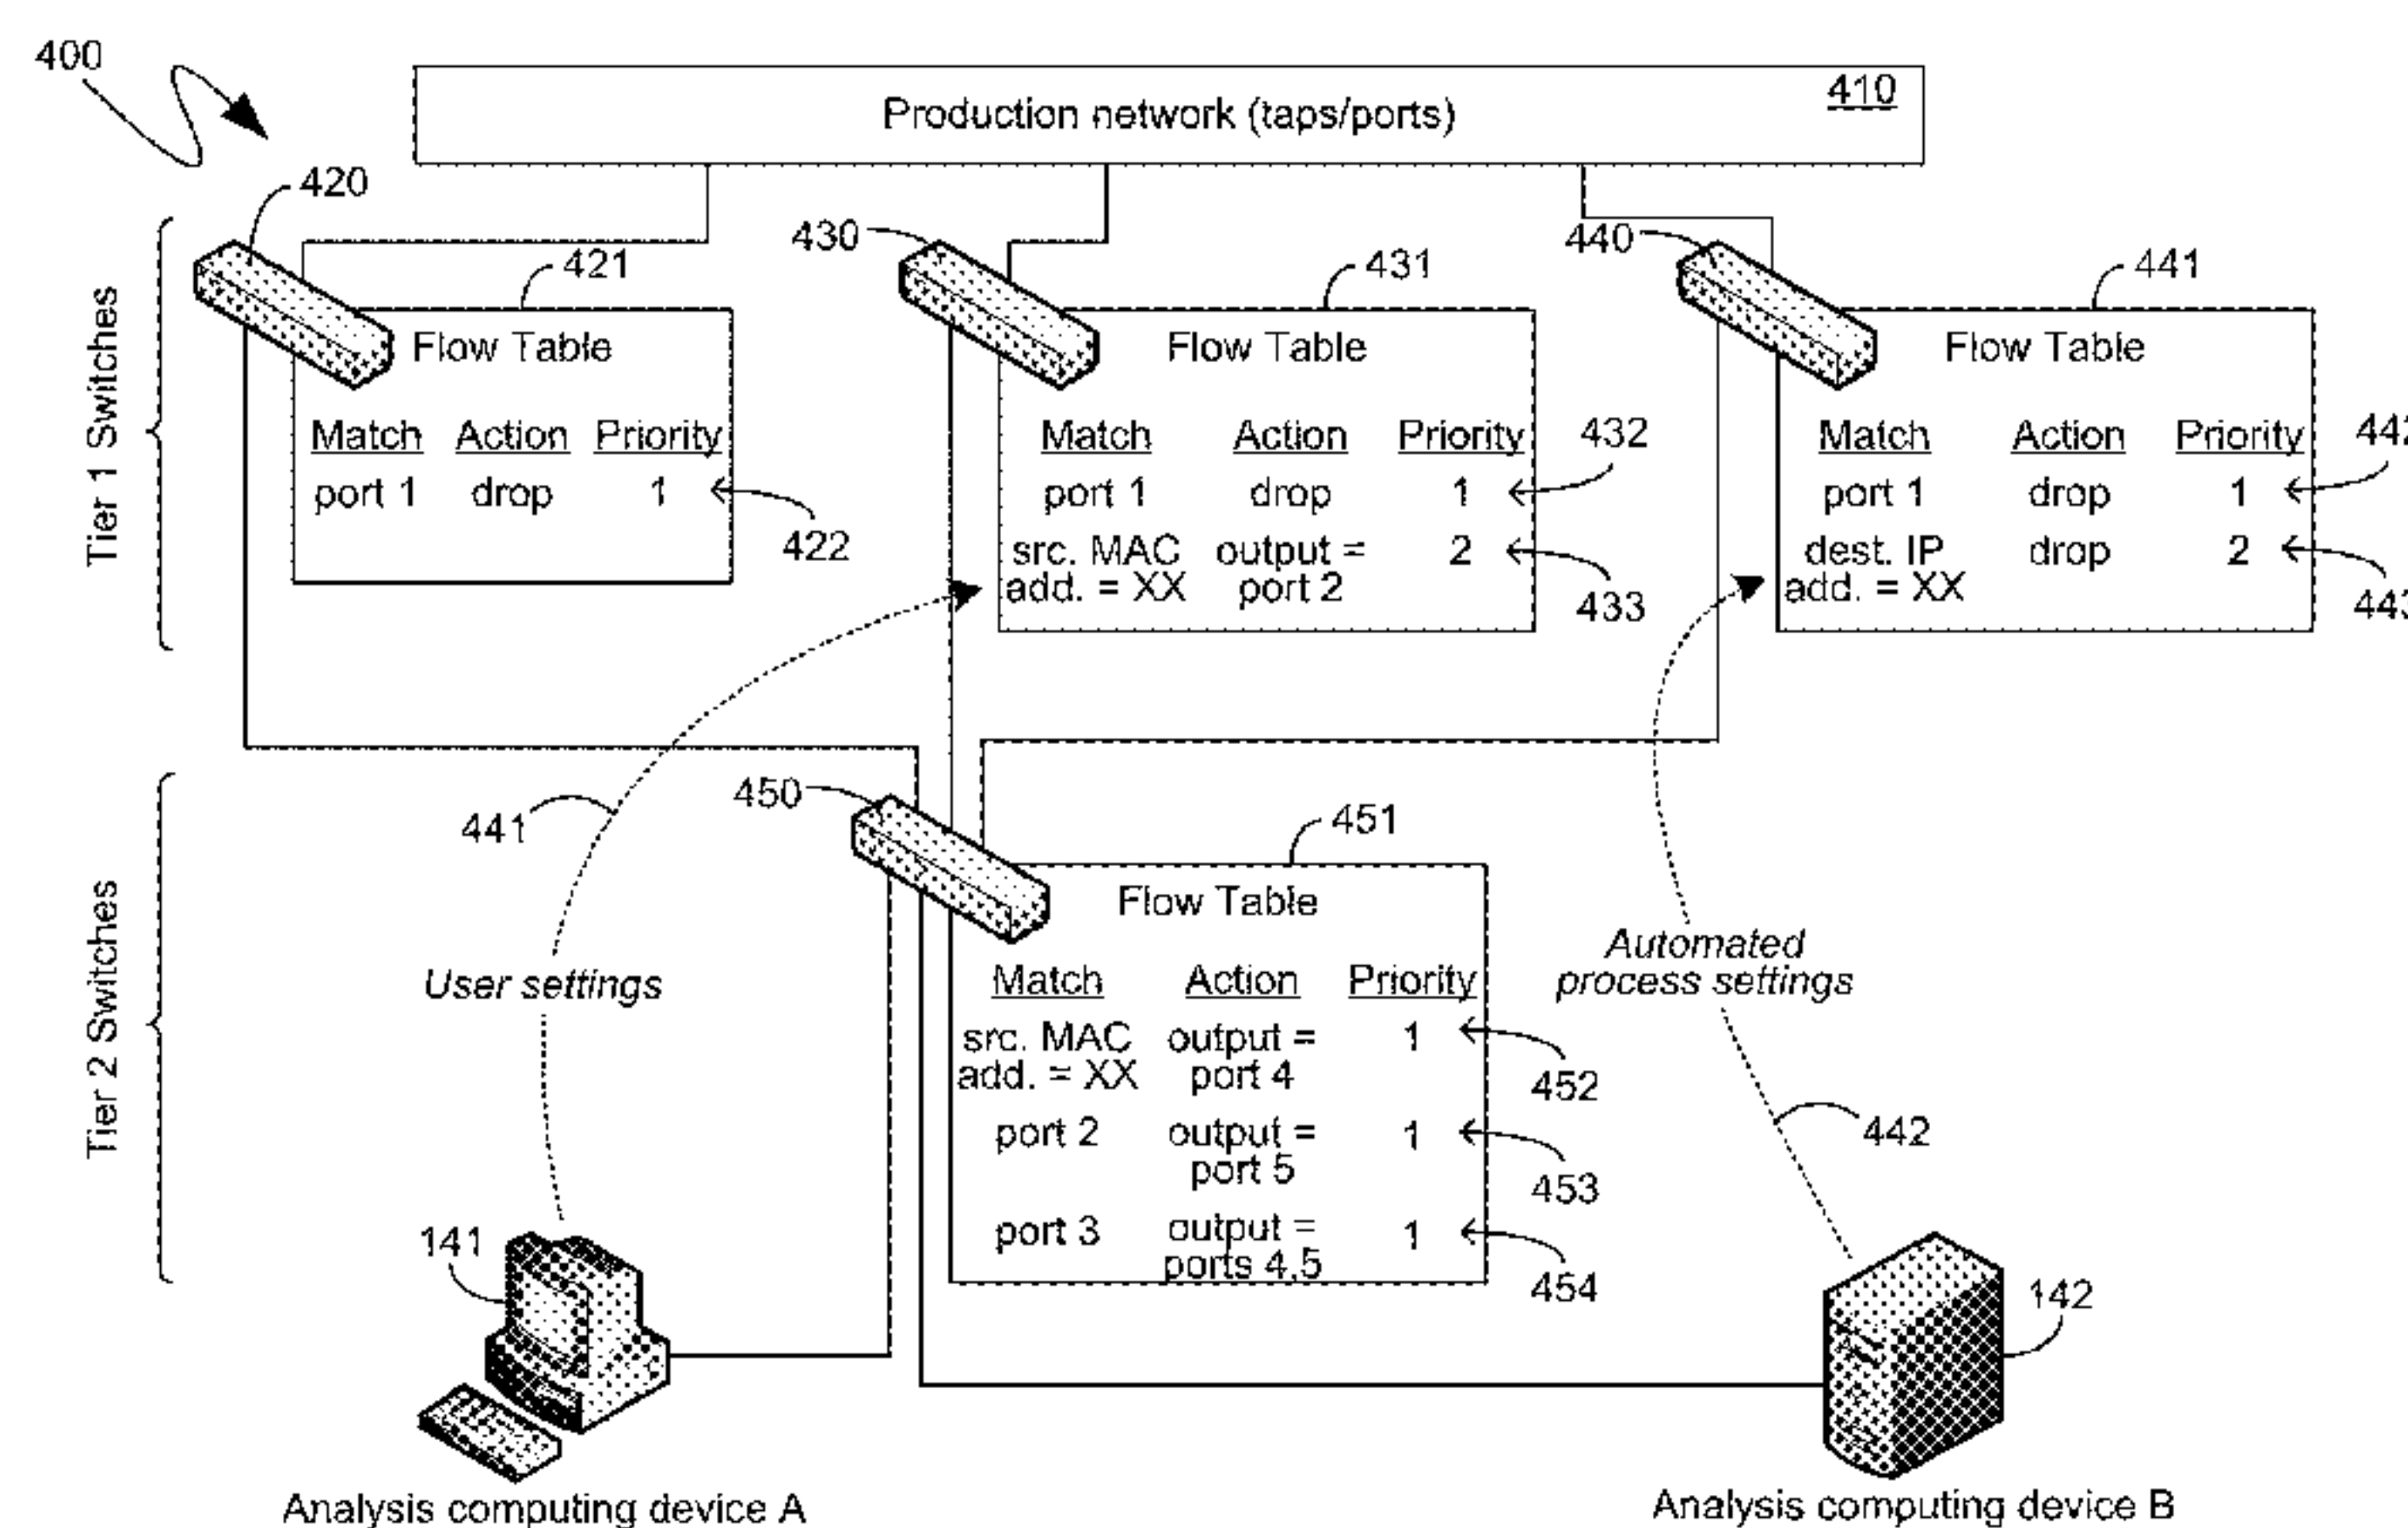 400
Production network (taps/ports)
410
420
421
430
431
440
441
Tier 1 Switches
Flow Table
Match Action Priority
port 1 drop 1
422
Flow Table
Match Action Priority
port 1 drop 1
src. MAC output = 2
add. = XX port 2
432
433
Flow Table
Match Action Priority
port 1 drop 1
dest. IP drop 2
add. = XX
442
443
Tier 2 Switches
450
451
441
User settings
Flow Table
Match Action Priority
src. MAC output = 1
add. = XX port 4
port 2 output = 1
port 5
port 3 output = 1
ports 4,5
452
453
454
Automated
process settings
442
141
142
Analysis computing device A
Analysis computing device B